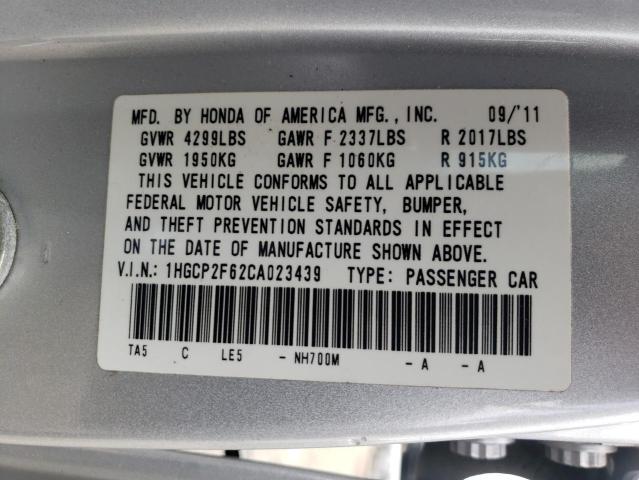 MFD. BY HONDA OF AMERICA MFG., INC. 09/'11
GVWR 4299LBS GAWR F 2337LBS R 2017LBS
GVWR 1950KG GAWR F 1060KG R 915KG
THIS VEHICLE CONFORMS TO ALL APPLICABLE
FEDERAL MOTOR VEHICLE SAFETY, BUMPER,
AND THEFT PREVENTION STANDARDS IN EFFECT
ON THE DATE OF MANUFACTURE SHOWN ABOVE.
V.I.N.: 1HGCP2F62CA023439 TYPE: PASSENGER CAR
TA5 C LE5 - NH700M - A - A